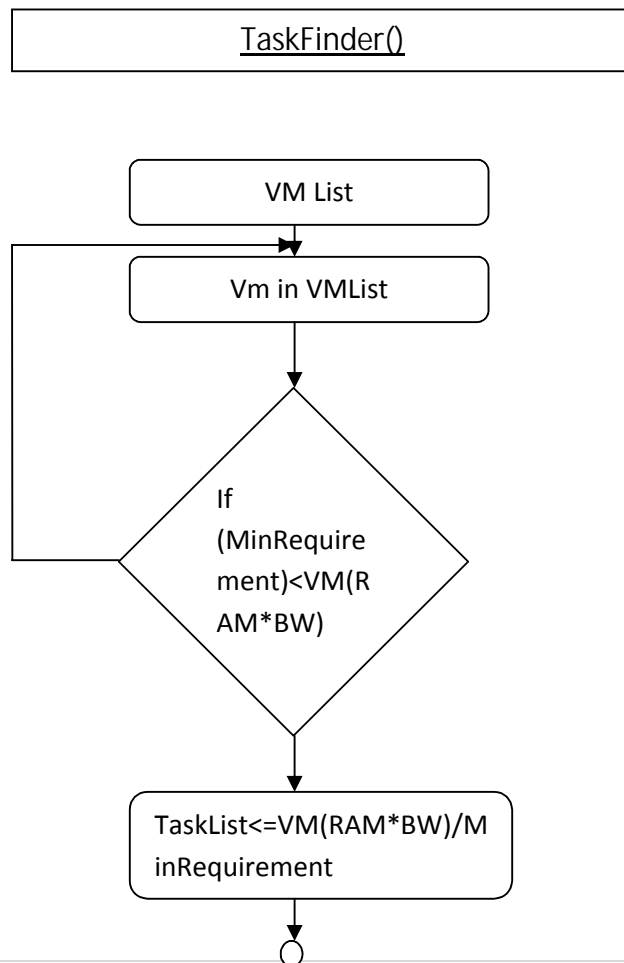 TaskFinder()
VM List
Vm in VMList
If
(MinRequire
ment)<VM(R
AM*BW)
TaskList<=VM(RAM*BW)/M
inRequirement